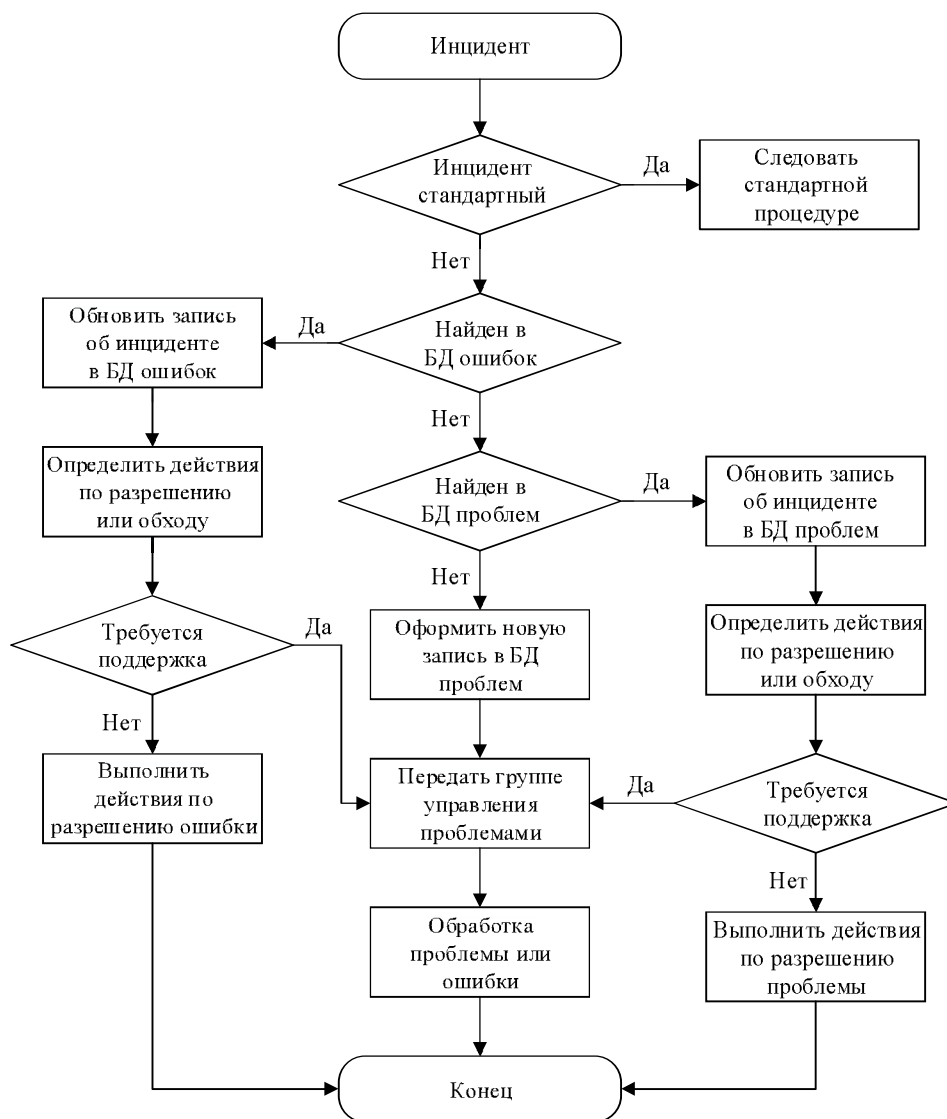 Инцидент
Инцидент
стандартный
Да
Следовать
стандартной
процедуре
Нет
Обновить запись
об инциденте
в БД ошибок
Да
Найден в
БД ошибок
Нет
Определить действия
по разрешению
или обходу
Найден в
БД проблем
Да
Обновить запись
об инциденте
в БД проблем
Нет
Требуется
поддержка
Да
Оформить новую
запись в БД
проблем
Определить действия
по разрешению
или обходу
Нет
Выполнить
действия по
разрешению ошибки
Передать группе
управления
проблемами
Да
Требуется
поддержка
Нет
Обработка
проблемы или
ошибки
Выполнить действия
по разрешению
проблемы
Конец